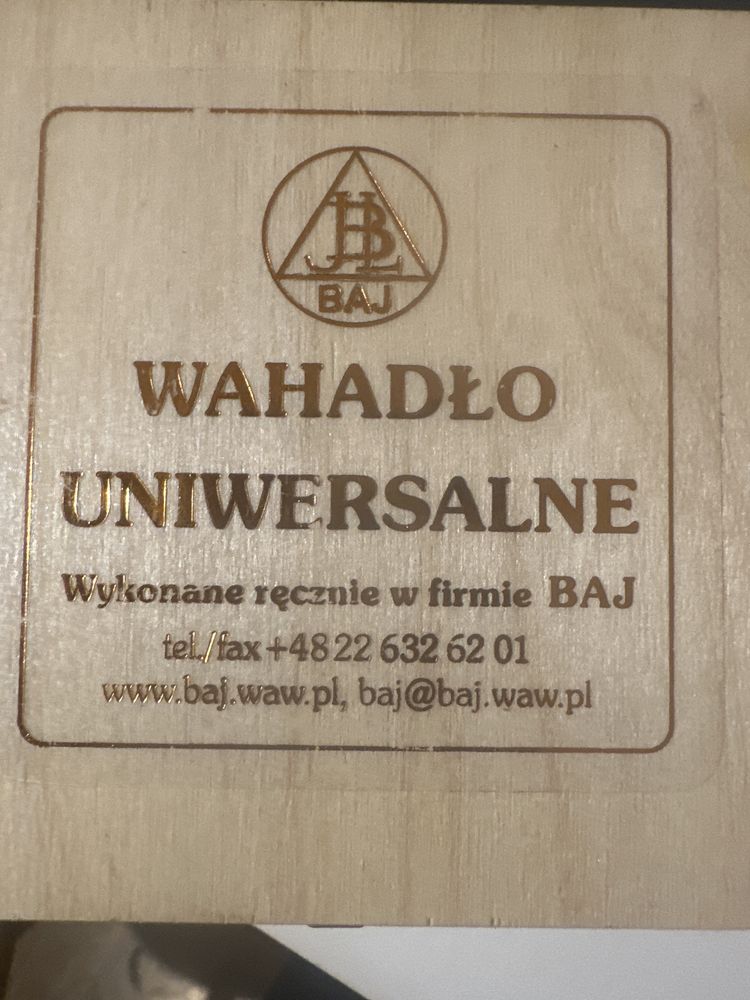 JBL
BAJ
WAHADŁO
UNIWERSALNE
Wykonane ręcznie w firmie BAJ
tel./fax +48 22 632 62 01
www.baj.waw.pl, baj@baj.waw.pl